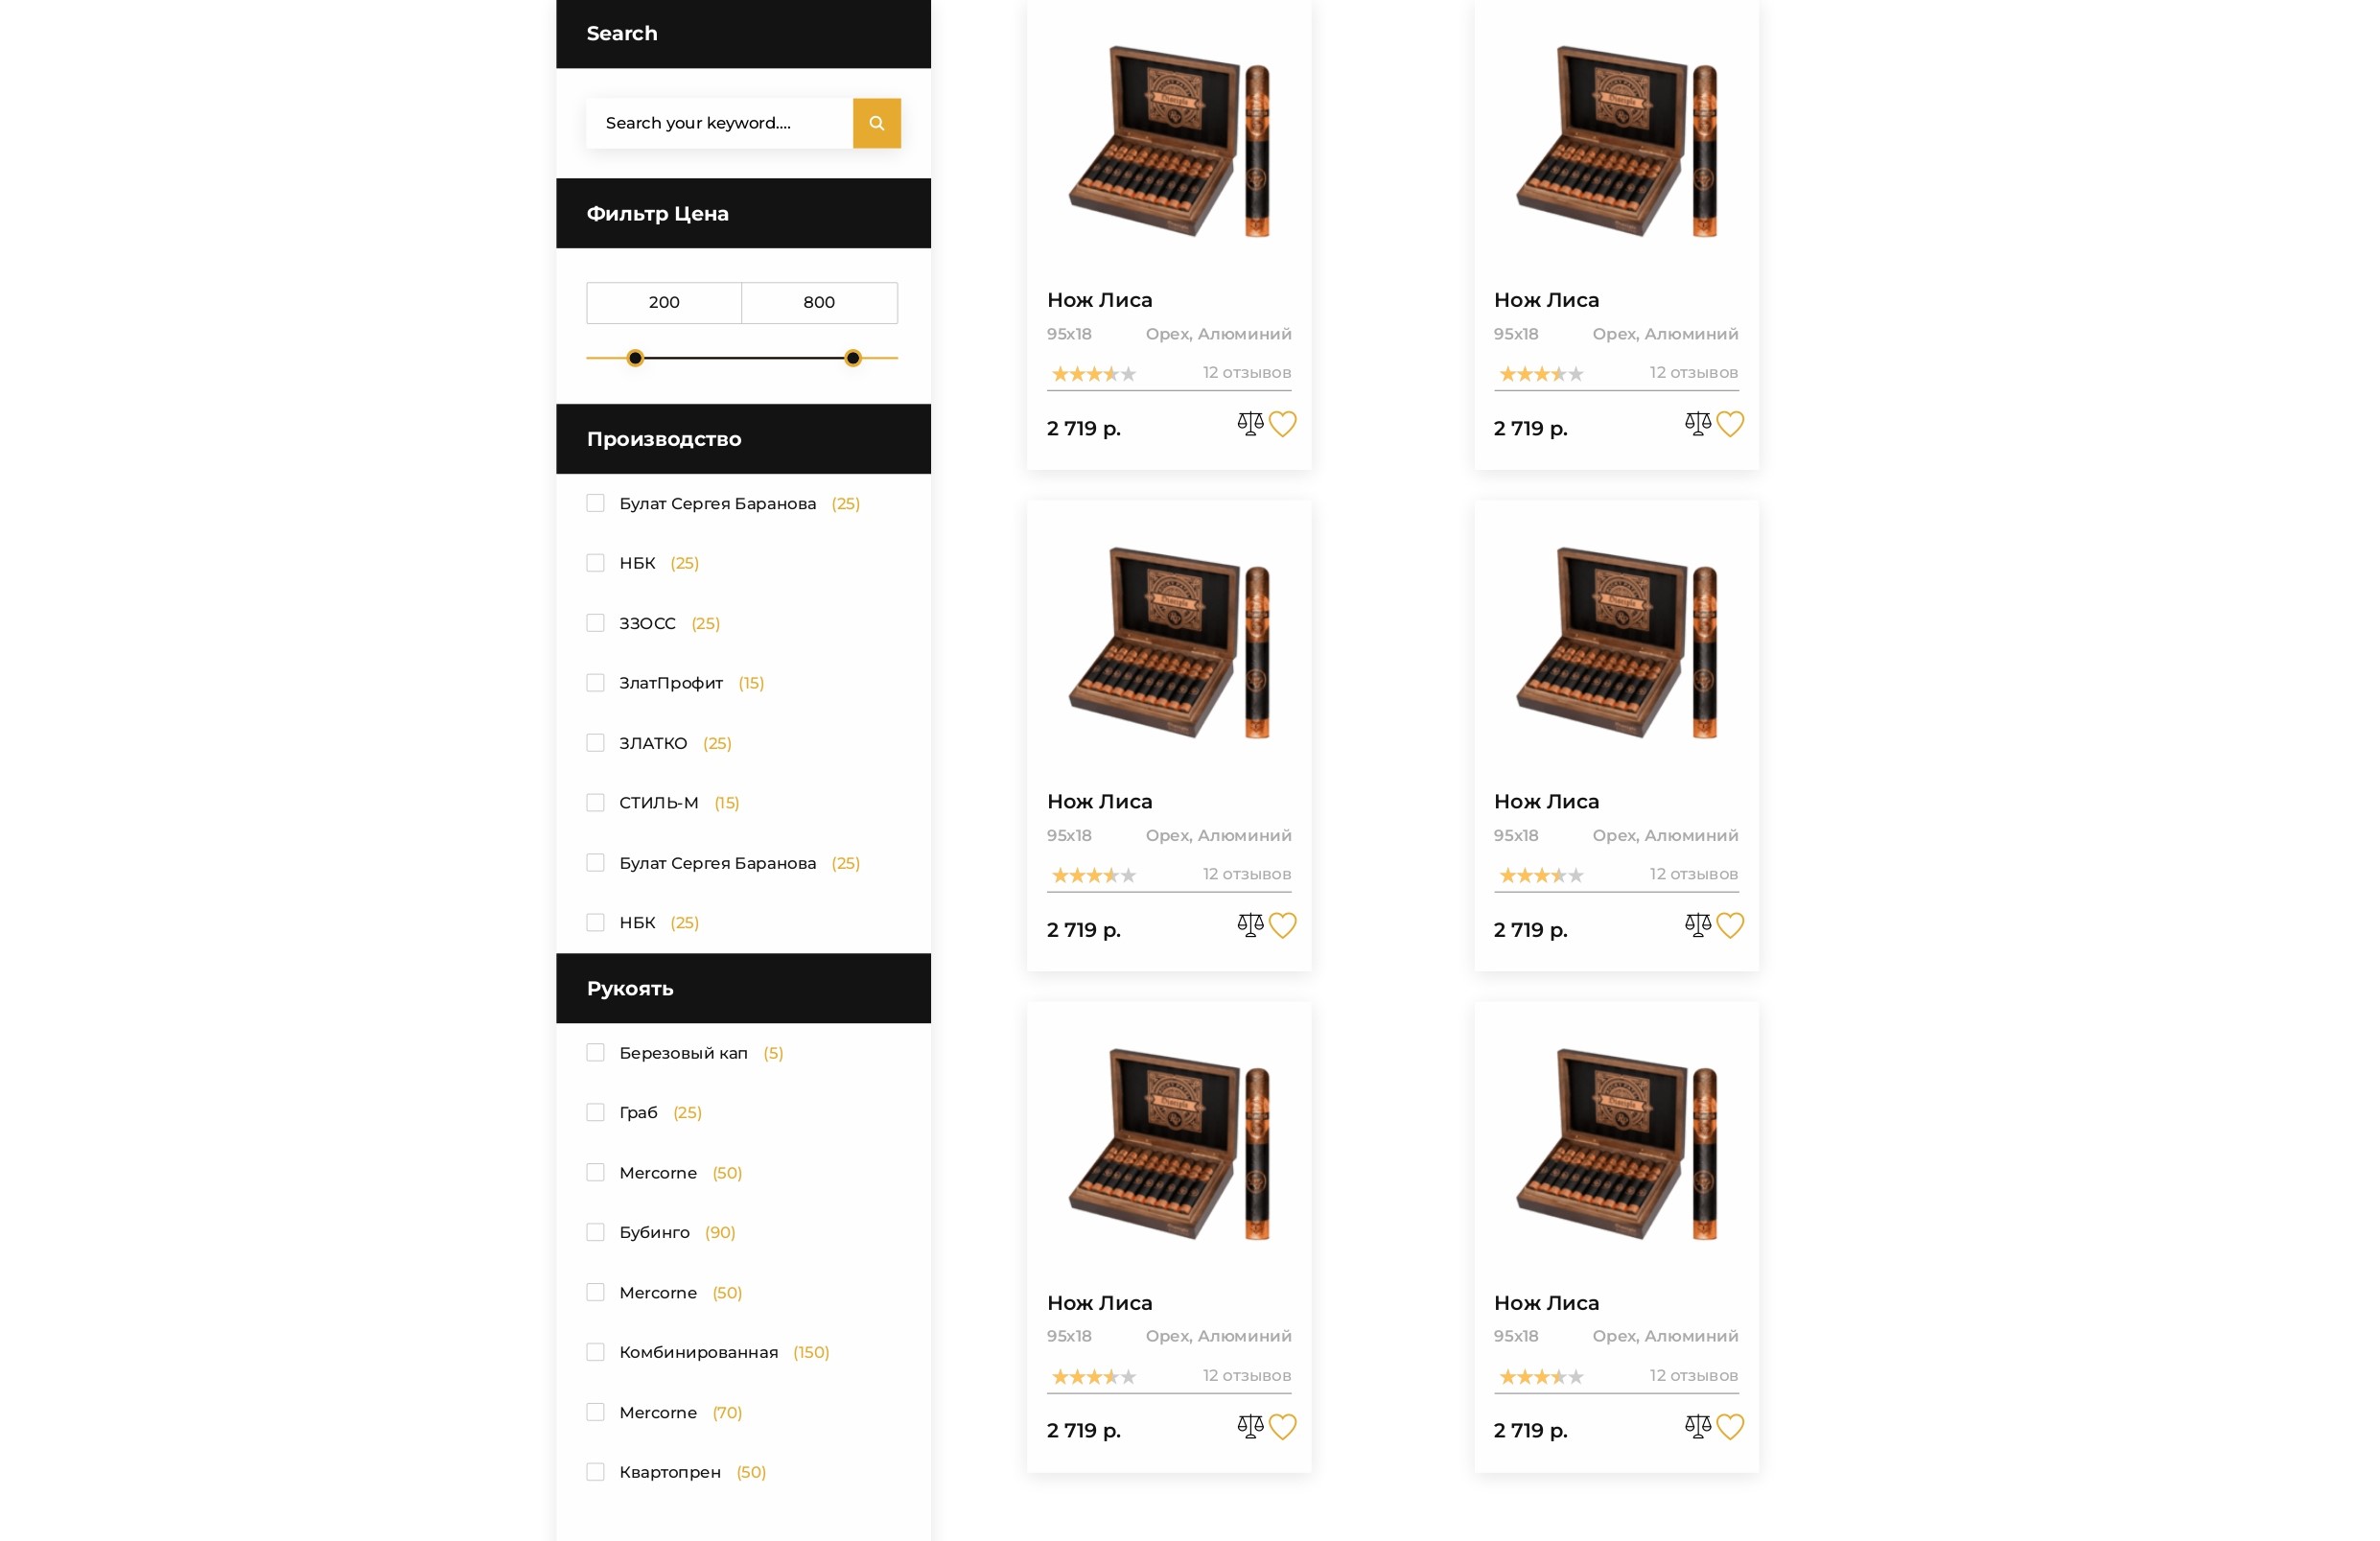 Search
Search your keyword....
Фильтр Цена
200 800
Производство
Булат Сергея Баранова (25)
НБК (25)
ЗЗОСС (25)
ЗлатПрофит (15)
ЗЛАТКО (25)
СТИЛЬ-М (15)
Булат Сергея Баранова (25)
НБК (25)
Рукоять
Березовый кап (5)
Граб (25)
Mercorne (50)
Бубинго (90)
Mercorne (50)
Комбинированная (150)
Mercorne (70)
Квартопрен (50)
Нож Лиса
95x18 Орех, Алюминий
12 отзывов
2 719 р.
Нож Лиса
95x18 Орех, Алюминий
12 отзывов
2 719 р.
Нож Лиса
95x18 Орех, Алюминий
12 отзывов
2 719 р.
Нож Лиса
95x18 Орех, Алюминий
12 отзывов
2 719 р.
Нож Лиса
95x18 Орех, Алюминий
12 отзывов
2 719 р.
Нож Лиса
95x18 Орех, Алюминий
12 отзывов
2 719 р.